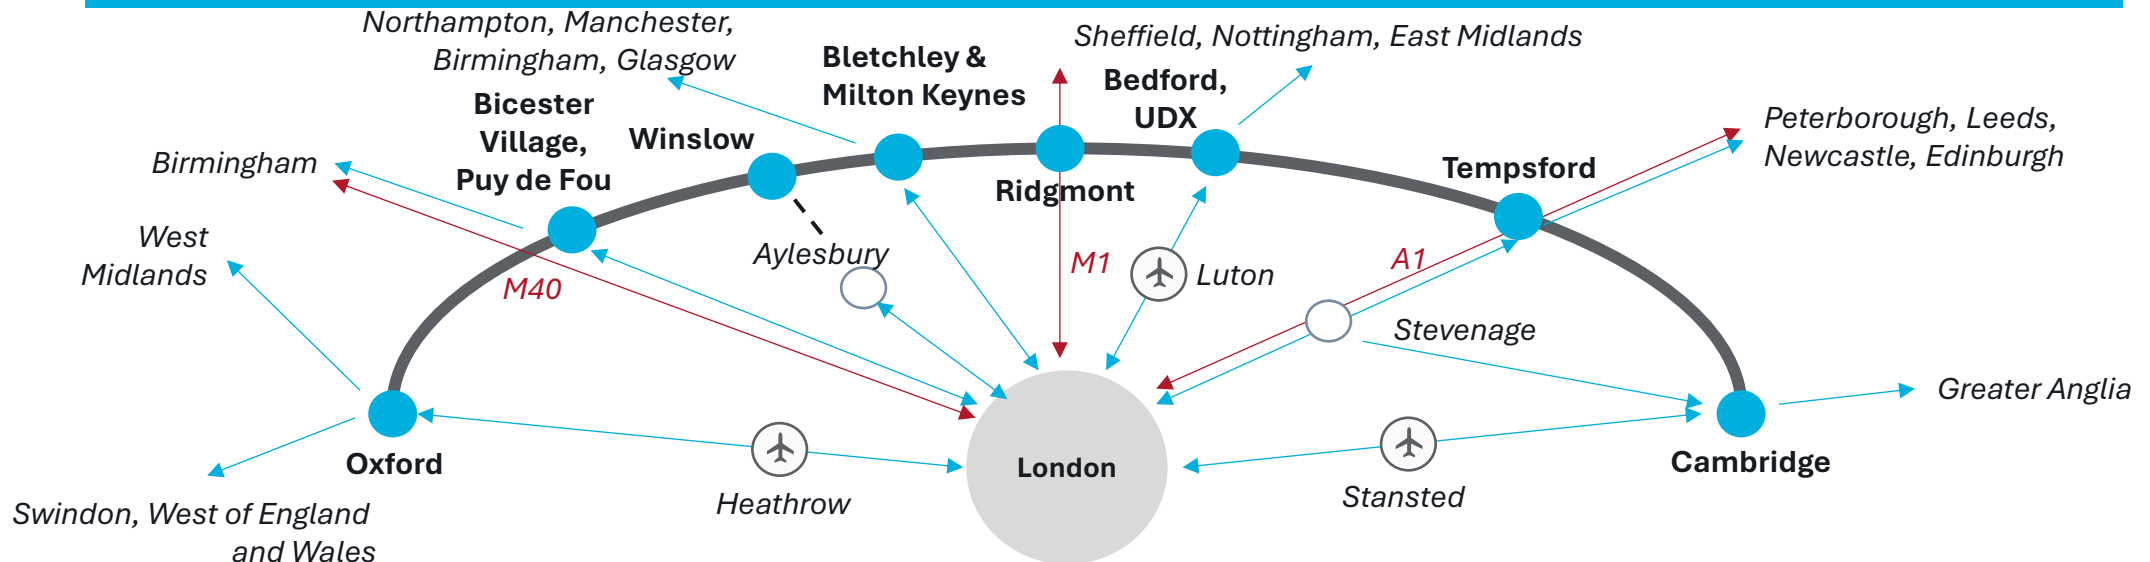 Northampton, Manchester,
Birmingham, Glasgow
Sheffield, Nottingham, East Midlands
Bletchley &
Milton Keynes
Bedford,
UDX
Bicester
Village,
Puy de Fou
Winslow
Peterborough, Leeds,
Newcastle, Edinburgh
Birmingham
Tempsford
Ridgmont
West
Midlands
Aylesbury
M40
M1
Luton
A1
Stevenage
Greater Anglia
Oxford
London
Cambridge
Heathrow
Stansted
Swindon, West of England
and Wales